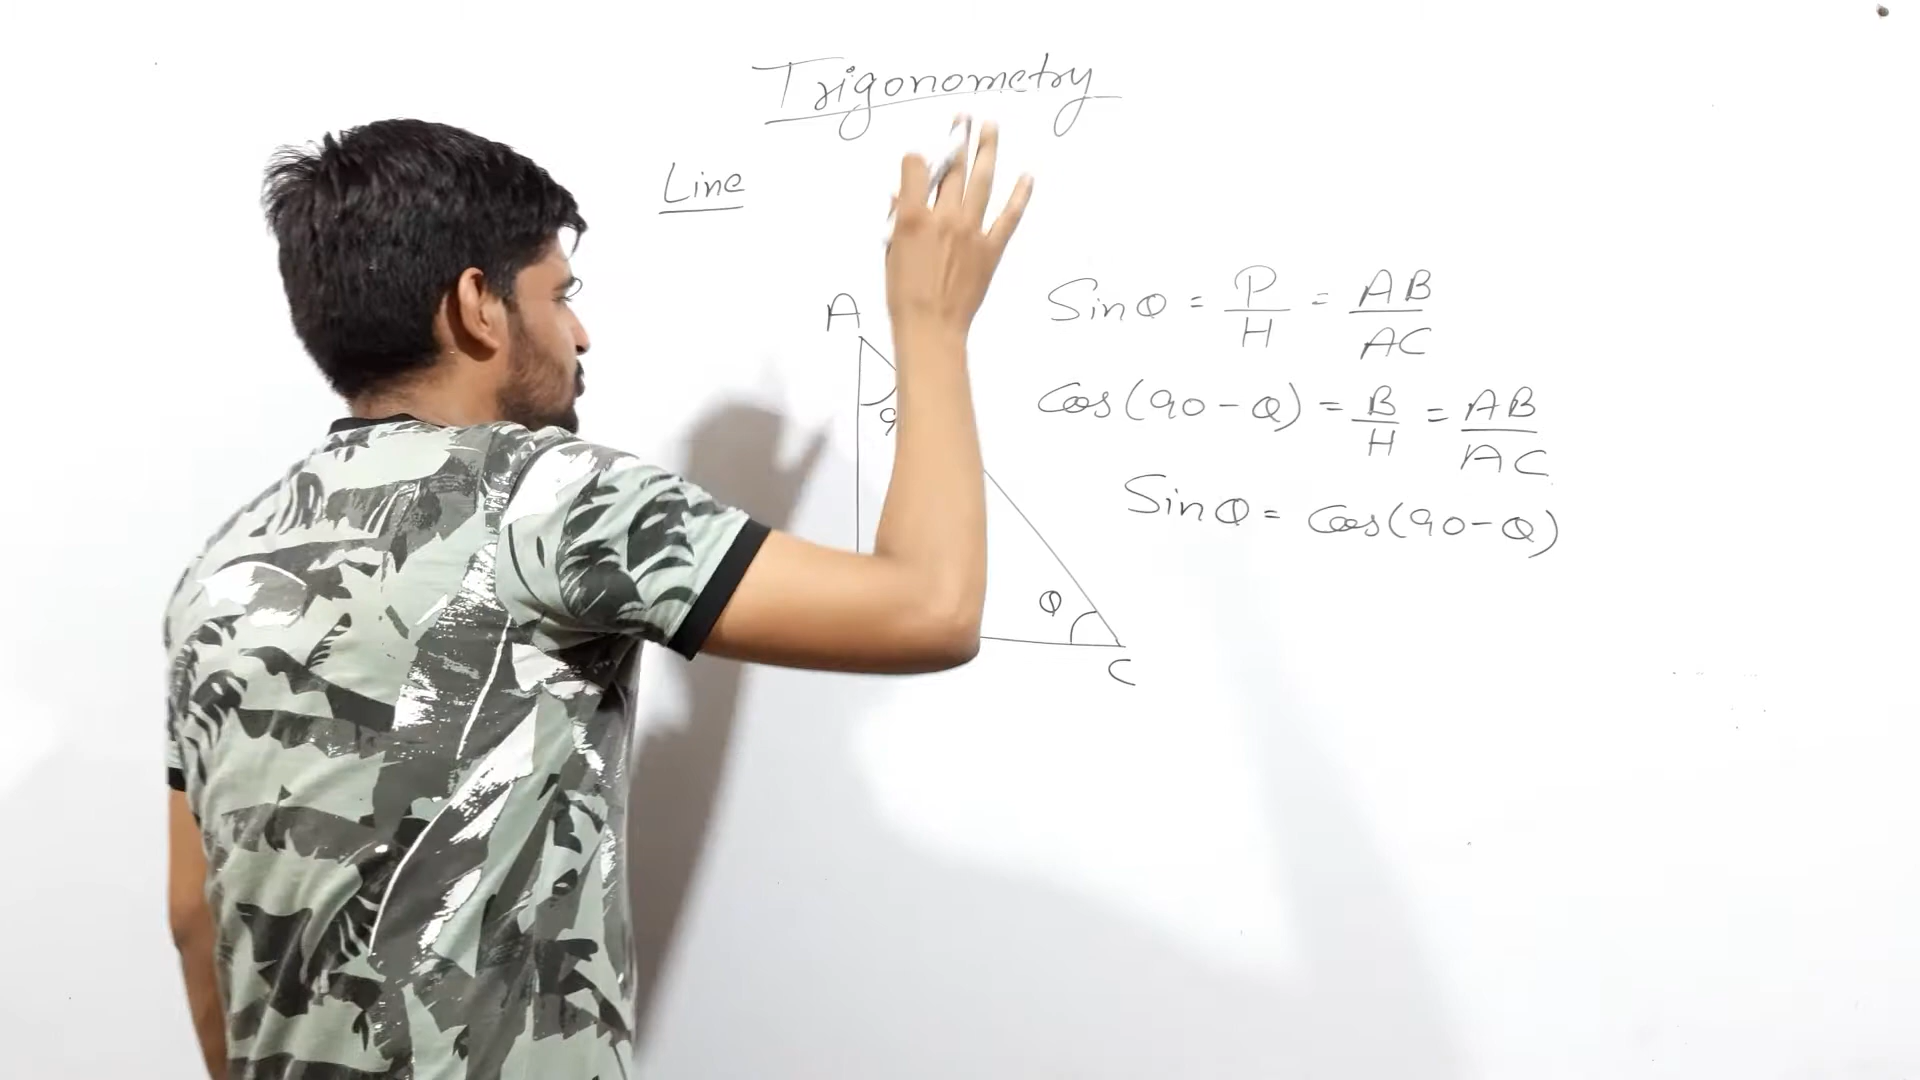 Trigonometry
Line
A
Sinθ = P/H = AB/AC
Cos(90-θ) = B/H = AB/AC
Sinθ = Cos(90-θ)
θ
C